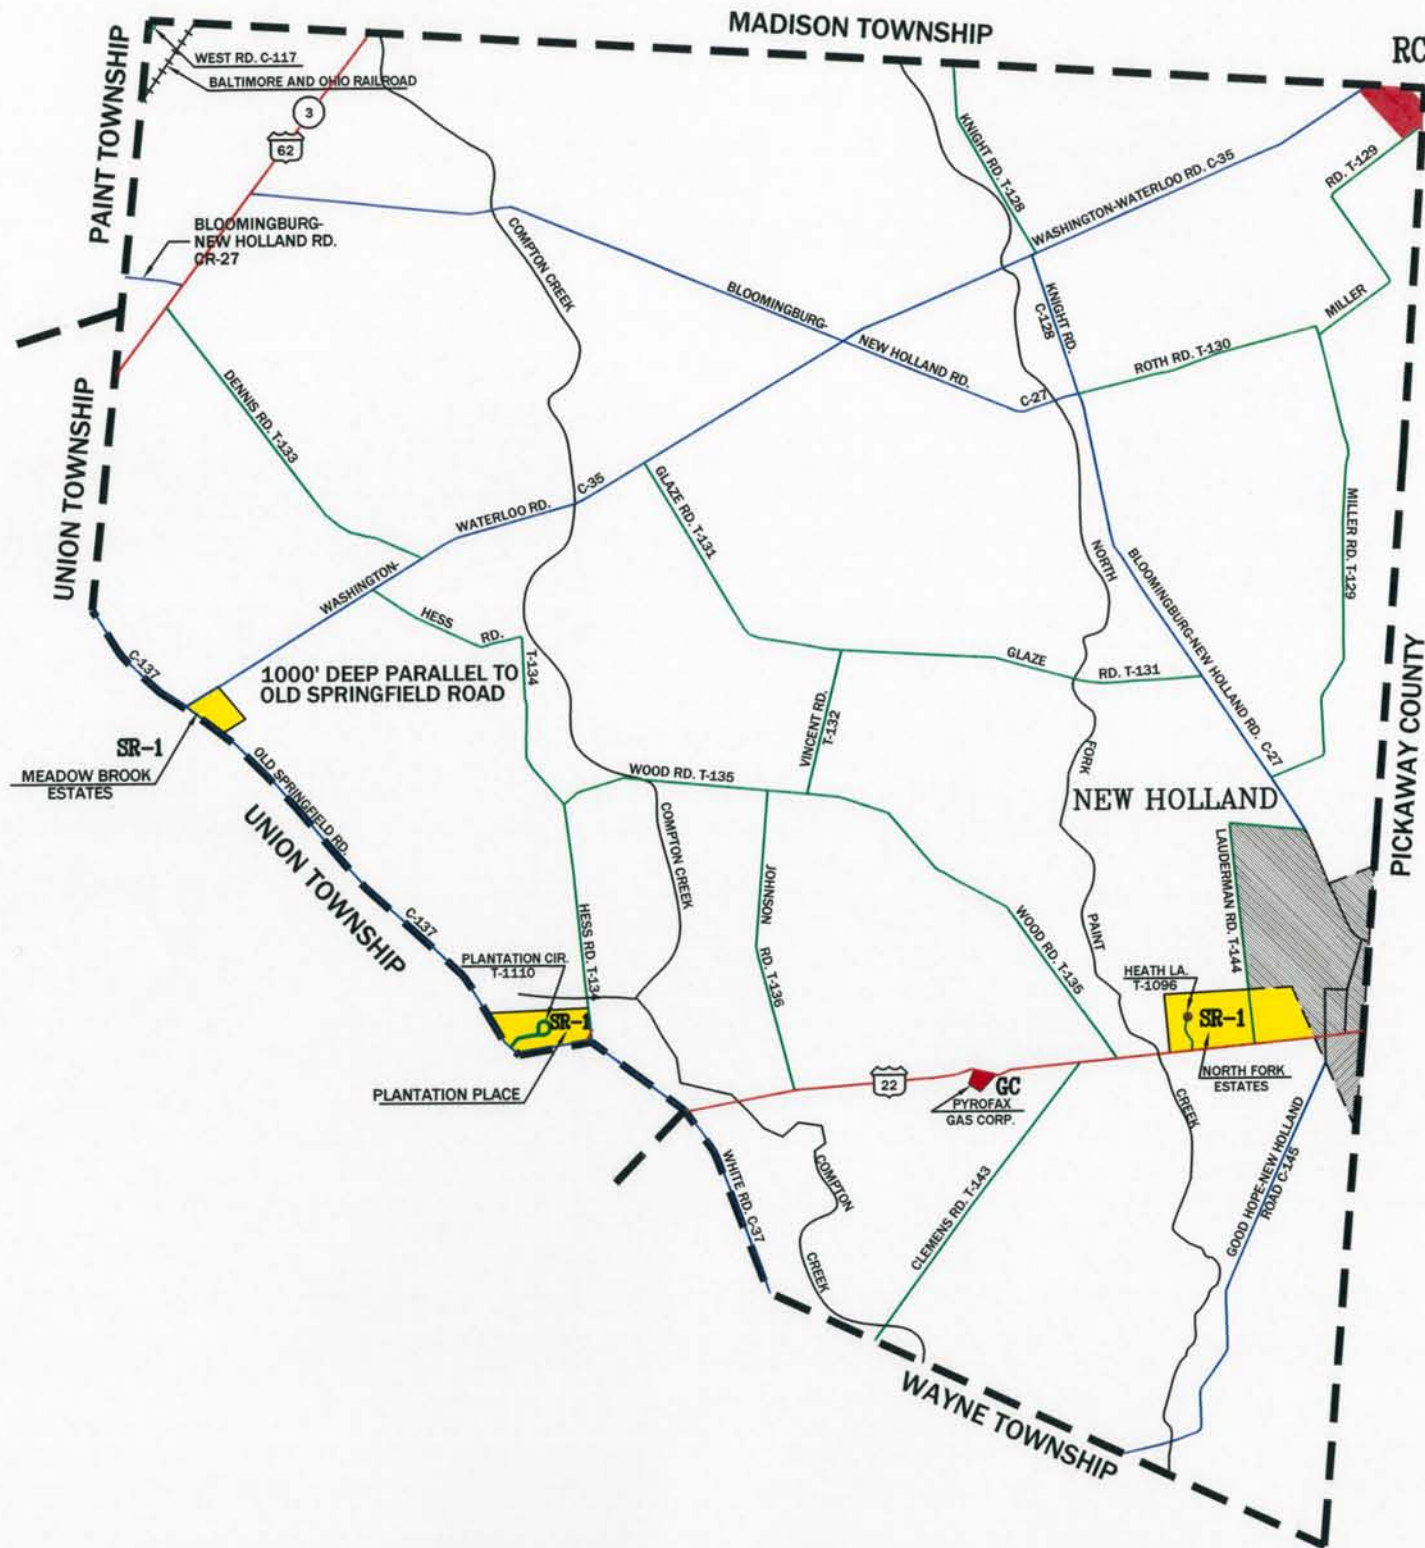 MADISON TOWNSHIP
RC
PAINT TOWNSHIP
WEST RD. C-117
BALTIMORE AND OHIO RAILROAD
3
62
KNIGHT RD. T-128
WASHINGTON-WATERLOO RD. C-35
RD. T-129
BLOOMINGBURG-
NEW HOLLAND RD.
CR-27
COMPTON CREEK
BLOOMINGBURG-
NEW HOLLAND RD.
C-27
KNIGHT RD.
C-128
MILLER
ROTH RD. T-130
UNION TOWNSHIP
DENNIS RD. T-133
WASHINGTON-
WATERLOO RD.
C-35
GLAZE RD. T-131
NORTH
BLOOMINGBURG-NEW HOLLAND RD. C-27
MILLER RD. T-129
PICKAWAY COUNTY
HESS
RD.
T-134
C-137
1000' DEEP PARALLEL TO
OLD SPRINGFIELD ROAD
GLAZE
RD. T-131
VINCENT RD.
T-132
SR-1
MEADOW BROOK
ESTATES
OLD SPRINGFIELD RD.
UNION TOWNSHIP
WOOD RD. T-135
FORK
NEW HOLLAND
COMPTON CREEK
JOHNSON
RD. T-136
LAUDERMAN RD. T-144
C-137
HESS RD. T-134
WOOD RD. T-135
PAINT
PLANTATION CIR.
T-1110
HEATH LA.
T-1096
SR-1
SR-1
PLANTATION PLACE
22
GC
PYROFAX
GAS CORP.
NORTH FORK
ESTATES
CREEK
WHITE RD. C-37
COMPTON
CREEK
CLEMENS RD. T-143
GOOD HOPE-NEW HOLLAND
ROAD C-145
WAYNE TOWNSHIP